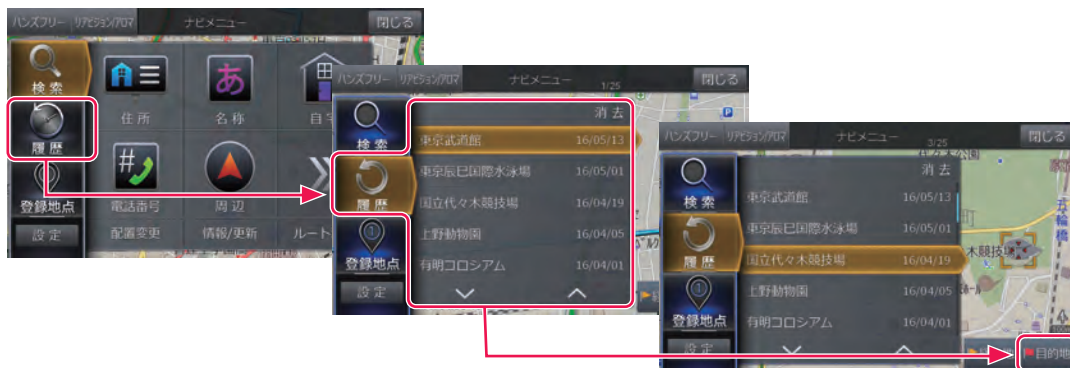 ハンズフリー リアビジョン/アロマ ナビメニュー 閉じる
検索
履歴
登録地点
設定
住所
名称
自宅
電話番号
周辺
配置変更
情報/更新
ルート
ハンズフリー リアビジョン/アロマ ナビメニュー 1/25 閉じる
検索
履歴
登録地点
設定
消去
東京武道館 16/05/13
東京辰巳国際水泳場 16/05/01
国立代々木競技場 16/04/19
上野動物園 16/04/05
有明コロシアム 16/04/01
ハンズフリー リアビジョン/アロマ ナビメニュー 3/25 閉じる
検索
履歴
登録地点
設定
消去
東京武道館 16/05/13
東京辰巳国際水泳場 16/05/01
国立代々木競技場 16/04/19
上野動物園 16/04/05
有明コロシアム 16/04/01
木競技場
目的地